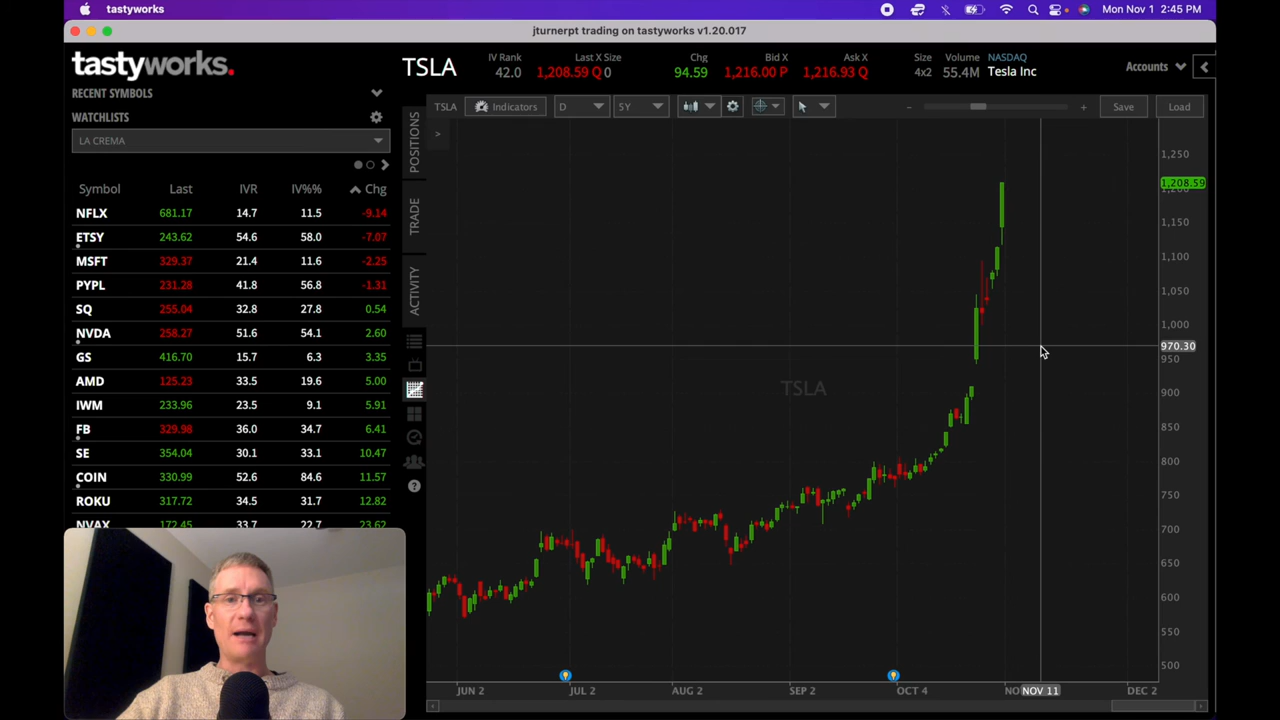 tastyworks
Mon Nov 1 2:45 PM
jturnerpt trading on tastyworks v1.20.017
tastyworks.
TSLA
IV Rank
42.0
Last X Size
1,208.59 Q 0
Chg
94.59
Bid X
1,216.00 P
Ask X
1,216.93 Q
Size
4x2
Volume
55.4M
NASDAQ
Tesla Inc
Accounts
RECENT SYMBOLS
WATCHLISTS
LA CREMA
Symbol Last IVR IV%% Chg
NFLX 681.17 14.7 11.5 -9.14
ETSY 243.62 54.6 58.0 -7.07
MSFT 329.37 21.4 11.6 -2.25
PYPL 231.28 41.8 56.8 -1.31
SQ 255.04 32.8 27.8 0.54
NVDA 258.27 51.6 54.1 2.60
GS 416.70 15.7 6.3 3.35
AMD 125.23 33.5 19.6 5.00
IWM 233.96 23.5 9.1 5.91
FB 329.98 36.0 34.7 6.41
SE 354.04 30.1 33.1 10.47
COIN 330.99 52.6 84.6 11.57
ROKU 317.72 34.5 31.7 12.82
NVAX 172.45 33.7 22.7 23.62
POSITIONS
TRADE
ACTIVITY
TSLA Indicators D 5Y − + Save Load
>
TSLA
1,250
1,208.59
1,150
1,100
1,050
1,000
970.30
950
900
850
800
750
700
650
600
550
500
JUN 2 JUL 2 AUG 2 SEP 2 OCT 4 NO NOV 11 DEC 2